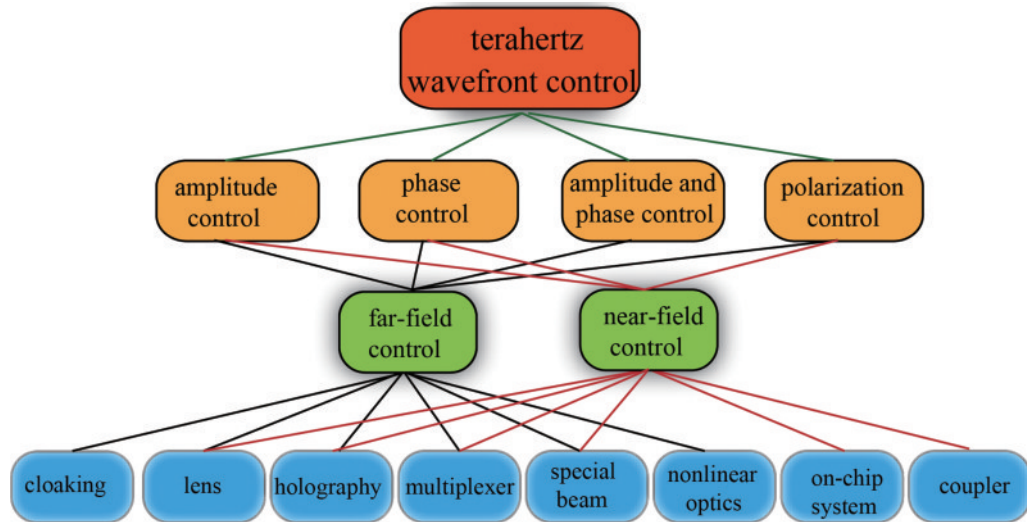 terahertz
wavefront control
amplitude
control
phase
control
amplitude and
phase control
polarization
control
far-field
control
near-field
control
cloaking
lens
holography
multiplexer
special
beam
nonlinear
optics
on-chip
system
coupler